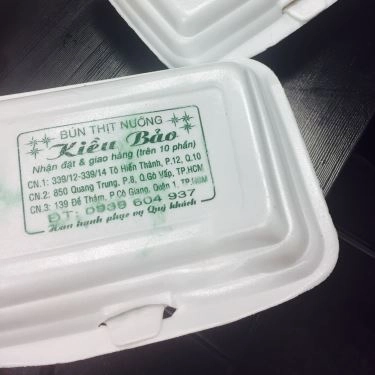 BÚN THỊT NƯỚNG
Kiều Bảo
Nhận đặt & giao hàng (trên 10 phần)
CN.1: 339/12-339/14 Tô Hiến Thành, P.12, Q.10
CN.2: 850 Quang Trung, P.8, Q.Gò Vấp, TP.HCM
CN.3: 139 Đề Thám, P.Cô Giang, Quận 1, TP.HCM
ĐT: 0939 604 937
Hân hạnh phục vụ Quý khách